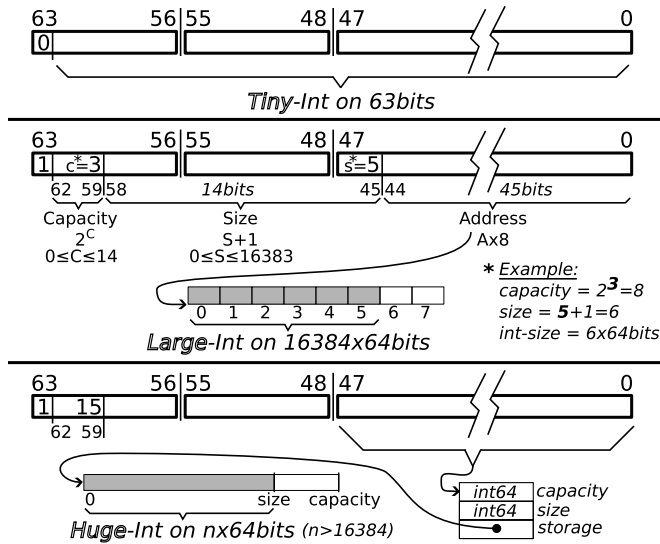 63 56 55 48 47 0
0
Tiny-Int on 63bits
63 56 55 48 47 0
1 c*=3 s*=5
62 59 58 14bits 45 44 45bits
Capacity Size Address
2^C S+1 Ax8
0≤C≤14 0≤S≤16383
* Example:
capacity = 2^3=8
size = 5+1=6
int-size = 6x64bits
0 1 2 3 4 5 6 7
Large-Int on 16384x64bits
63 56 55 48 47 0
1 15
62 59
int64 capacity
int64 size
storage
0 size capacity
Huge-Int on nx64bits (n>16384)